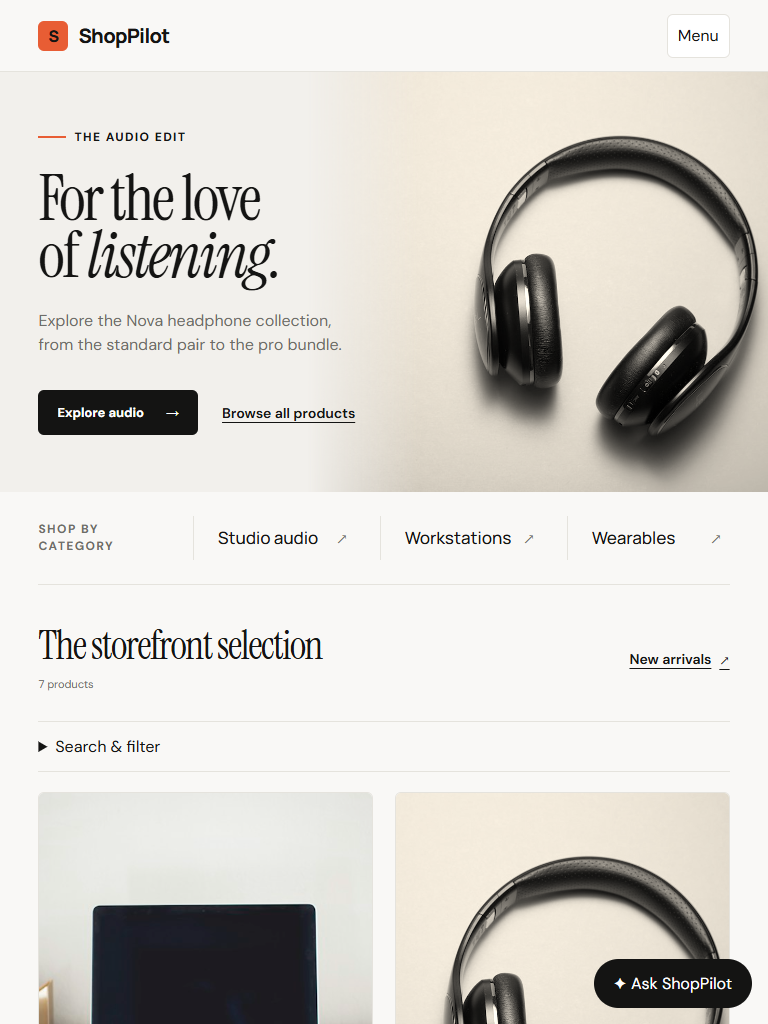 S ShopPilot
Menu
THE AUDIO EDIT
For the love
of listening.
Explore the Nova headphone collection,
from the standard pair to the pro bundle.
Explore audio →
Browse all products
SHOP BY
CATEGORY
Studio audio ↗
Workstations ↗
Wearables ↗
The storefront selection
7 products
New arrivals ↗
▶ Search & filter
✦ Ask ShopPilot